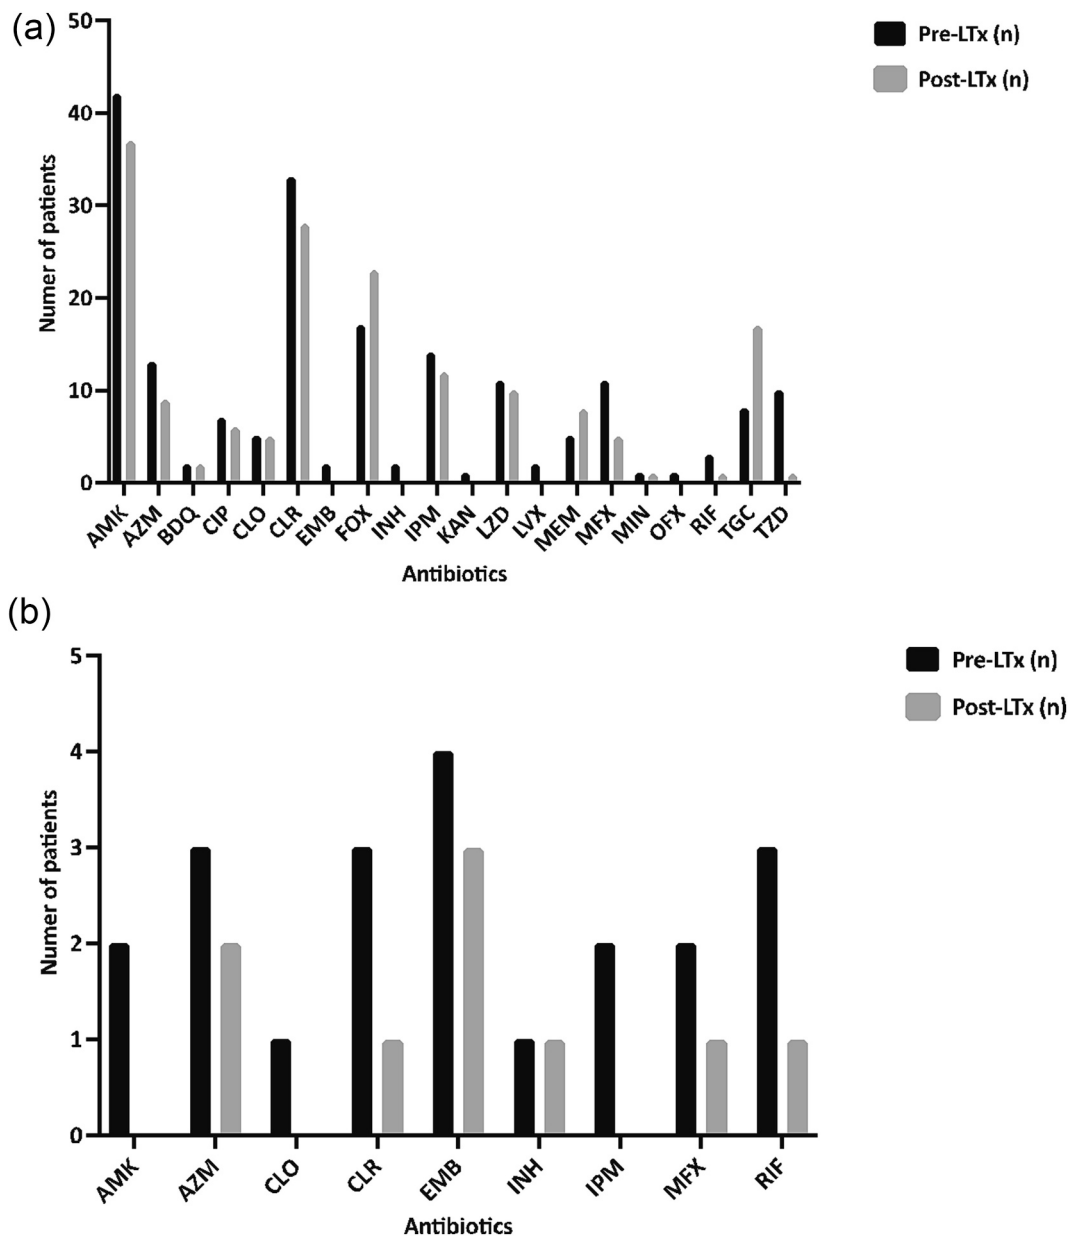 (a)
Pre-LTx (n)
Post-LTx (n)
Numer of patients
50
40
30
20
10
0
AMK AZM BDQ CIP CLO CLR EMB FOX INH IPM KAN LZD LVX MEM MFX MIN OFX RIF TGC TZD
Antibiotics
(b)
Pre-LTx (n)
Post-LTx (n)
Numer of patients
5
4
3
2
1
0
AMK AZM CLO CLR EMB INH IPM MFX RIF
Antibiotics